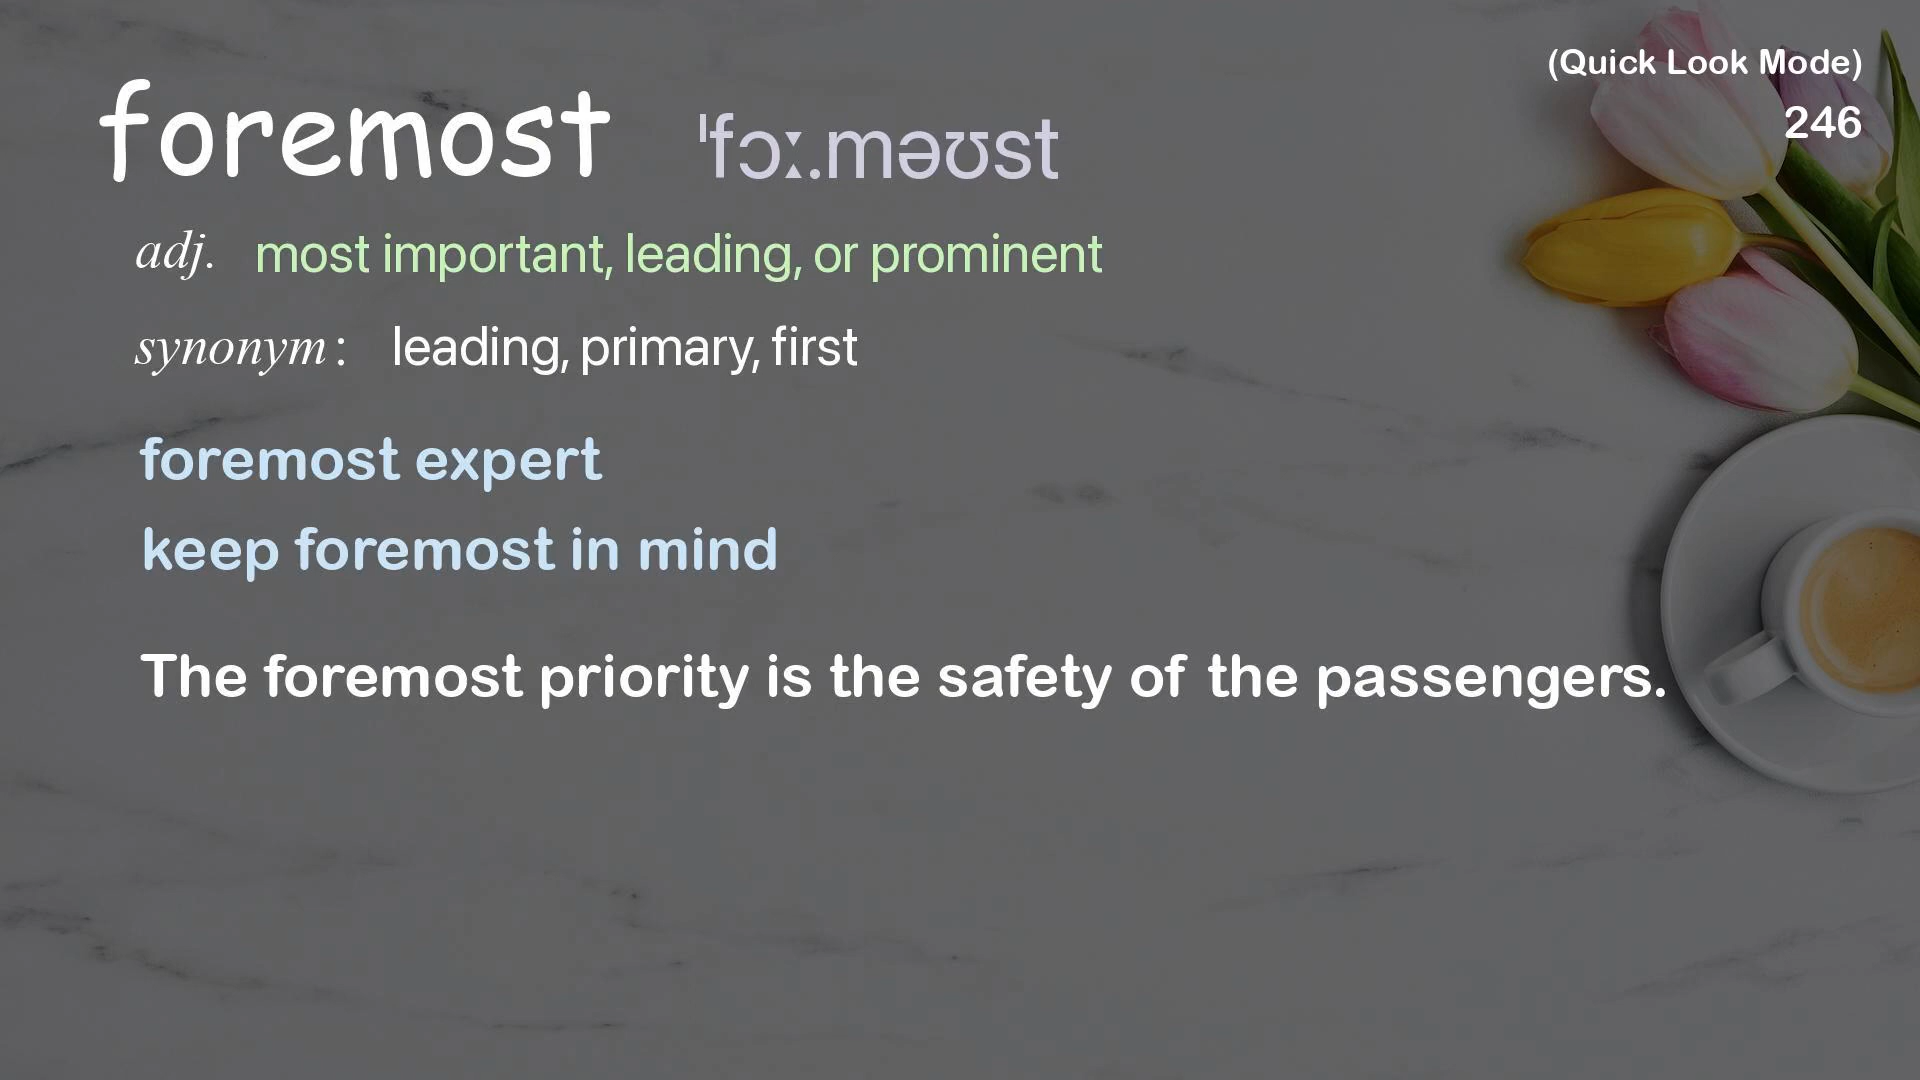 (Quick Look Mode)
246
foremost ˈfɔː.məʊst
adj. most important, leading, or prominent
synonym: leading, primary, first
foremost expert
keep foremost in mind
The foremost priority is the safety of the passengers.